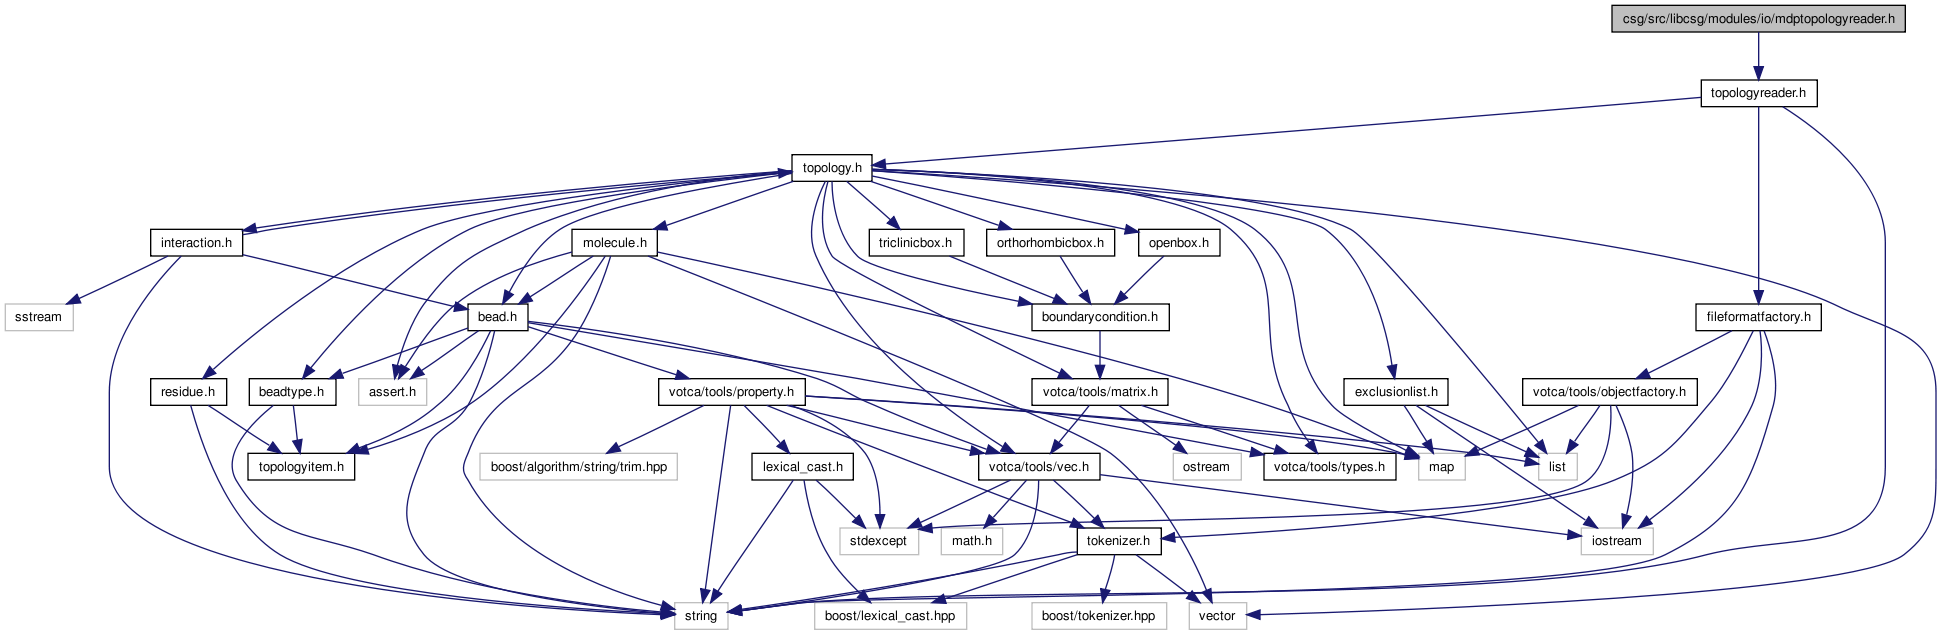 csg/src/libcsg/modules/io/mdptopologyreader.h
topologyreader.h
topology.h
interaction.h
molecule.h
triclinicbox.h
orthorhombicbox.h
openbox.h
sstream
bead.h
boundarycondition.h
fileformatfactory.h
residue.h
beadtype.h
assert.h
votca/tools/property.h
votca/tools/matrix.h
exclusionlist.h
votca/tools/objectfactory.h
topologyitem.h
boost/algorithm/string/trim.hpp
lexical_cast.h
votca/tools/vec.h
ostream
votca/tools/types.h
map
list
stdexcept
math.h
tokenizer.h
iostream
string
boost/lexical_cast.hpp
boost/tokenizer.hpp
vector